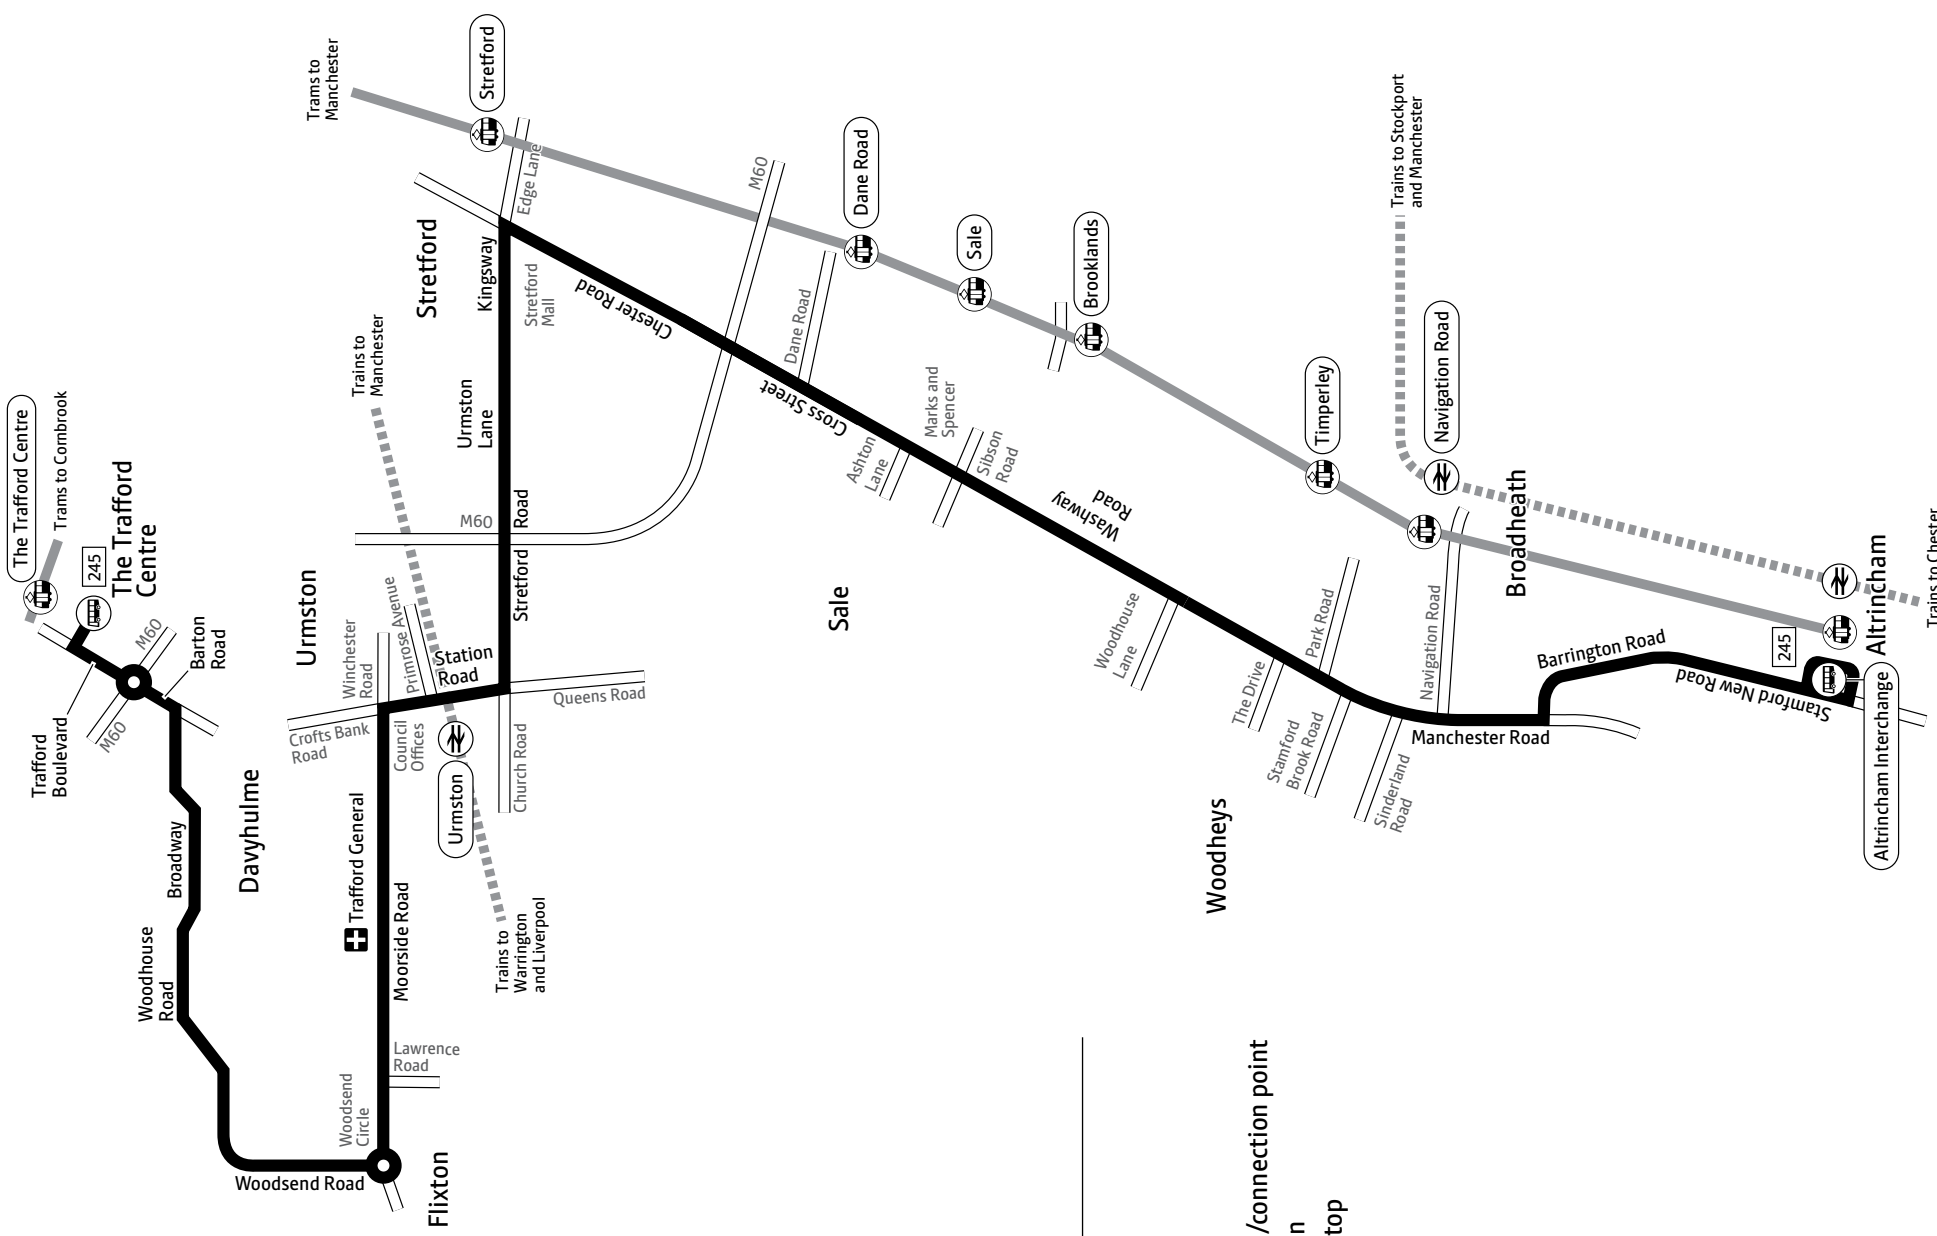 The Trafford Centre
Trams to Cornbrook
245
The Trafford
Centre
M60
M60
Barton
Road
Trafford
Boulevard
Broadway
Davyhulme
Woodhouse
Road
Woodsend Road
Flixton
Woodsend
Circle
Lawrence
Road
Moorside Road
Trafford General
Council
Offices
Crofts Bank
Road
Winchester
Road
Urmston
Primrose Avenue
Station
Road
Urmston
Trains to
Warrington
and Liverpool
Church Road
Queens Road
Trains to
Manchester
Stretford
Road
M60
Urmston
Lane
Kingsway
Stretford
Stretford
Mall
Trams to
Manchester
Stretford
Edge Lane
Chester Road
M60
Dane Road
Dane Road
Cross Street
Ashton
Lane
Marks and
Spencer
Sibson
Road
Sale
Sale
Brooklands
Washway
Road
Woodhouse
Lane
Timperley
The Drive
Park Road
Stamford
Brook Road
Woodheys
Sinderland
Road
Navigation Road
Navigation Road
Trains to Stockport
and Manchester
Manchester Road
Broadheath
Barrington Road
Stamford New Road
245
Altrincham
Altrincham Interchange
Trains to Chester
/connection point
n
top